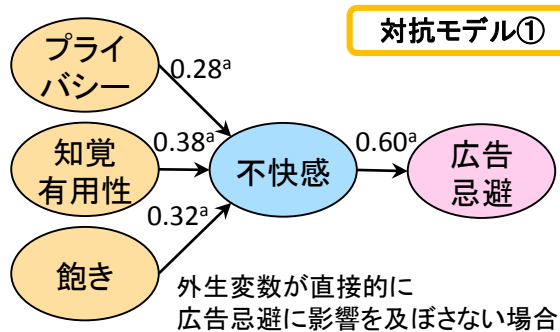 対抗モデル①
プライ
バシー
0.28a
知覚
有用性
0.38a
不快感
0.60a
広告
忌避
0.32a
飽き
外生変数が直接的に
広告忌避に影響を及ぼさない場合